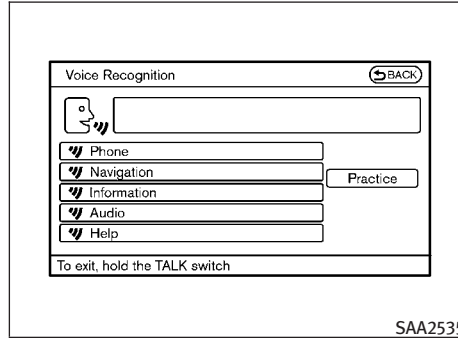 Voice Recognition
BACK
Phone
Navigation
Practice
Information
Audio
Help
To exit, hold the TALK switch